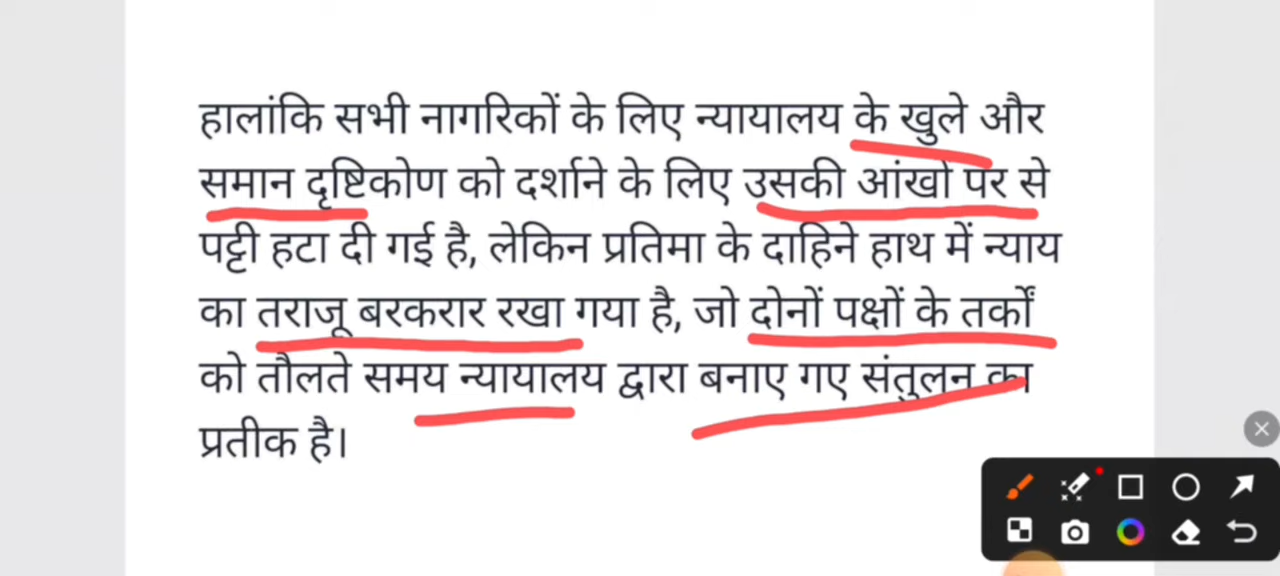 हालांकि सभी नागरिकों के लिए न्यायालय के खुले और
समान दृष्टिकोण को दर्शाने के लिए उसकी आंखों पर से
पट्टी हटा दी गई है, लेकिन प्रतिमा के दाहिने हाथ में न्याय
का तराजू बरकरार रखा गया है, जो दोनों पक्षों के तर्कों
को तौलते समय न्यायालय द्वारा बनाए गए संतुलन का
प्रतीक है।